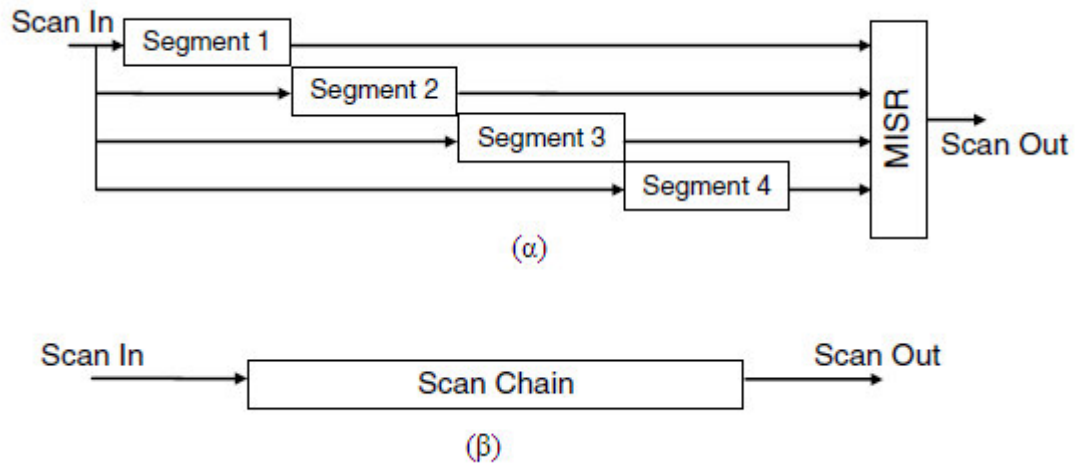 Scan In
Segment 1
Segment 2
Segment 3
Segment 4
MISR
Scan Out
(α)
Scan In
Scan Chain
Scan Out
(β)